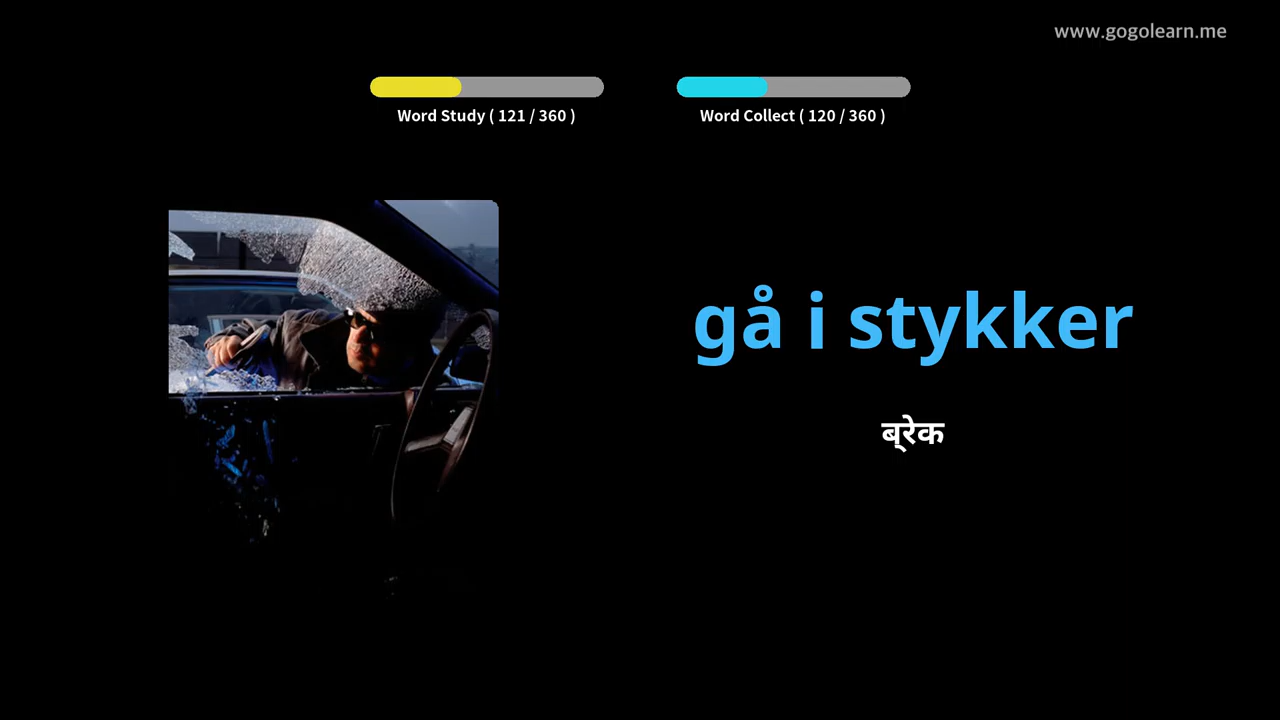 www.gogolearn.me
Word Study ( 121 / 360 )
Word Collect ( 120 / 360 )
gå i stykker
ब्रेक